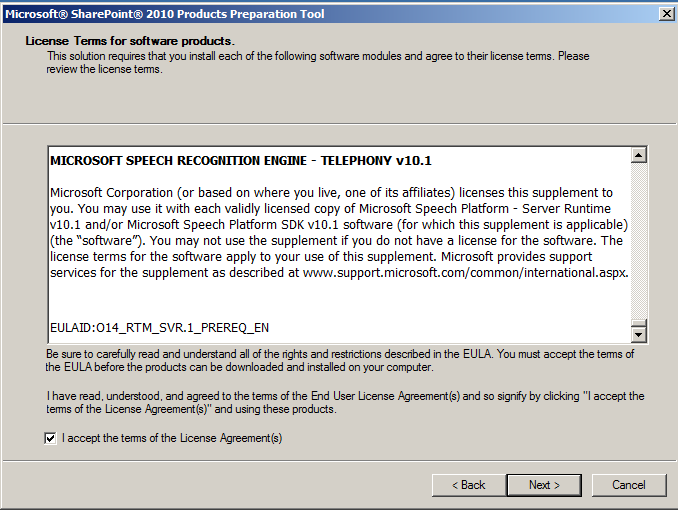 Microsoft® SharePoint® 2010 Products Preparation Tool
License Terms for software products.
This solution requires that you install each of the following software modules and agree to their license terms. Please
review the license terms.
MICROSOFT SPEECH RECOGNITION ENGINE - TELEPHONY v10.1
Microsoft Corporation (or based on where you live, one of its affiliates) licenses this supplement to
you. You may use it with each validly licensed copy of Microsoft Speech Platform - Server Runtime
v10.1 and/or Microsoft Speech Platform SDK v10.1 software (for which this supplement is applicable)
(the “software”). You may not use the supplement if you do not have a license for the software. The
license terms for the software apply to your use of this supplement. Microsoft provides support
services for the supplement as described at www.support.microsoft.com/common/international.aspx.
EULAID:O14_RTM_SVR.1_PREREQ_EN
Be sure to carefully read and understand all of the rights and restrictions described in the EULA. You must accept the terms of
the EULA before the products can be downloaded and installed on your computer.
I have read, understood, and agreed to the terms of the End User License Agreement(s) and so signify by clicking "I accept the
terms of the License Agreement(s)" and using these products.
I accept the terms of the License Agreement(s)
< Back Next > Cancel